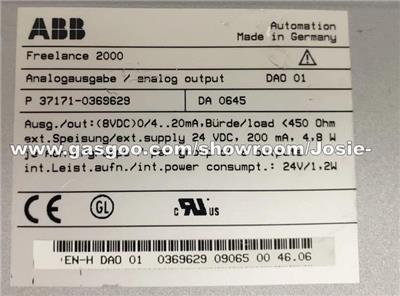 ABB
Automation
Made in Germany
Freelance 2000
Analogausgabe / analog output DAO 01
P 37171-0369629 DA 0645
Ausg./out:(8VDC)0/4..20mA,Bürde/load <450 Ohm
ext.Speisung/ext.supply 24 VDC, 200 mA, 4,8 W
www.gasgoo.com/showroom/Josie-
int.Leist.aufn./int.power consumpt.: 24V/1,2W
CE GL c UR US
EN-H DAO 01 0369629 09065 00 46.06